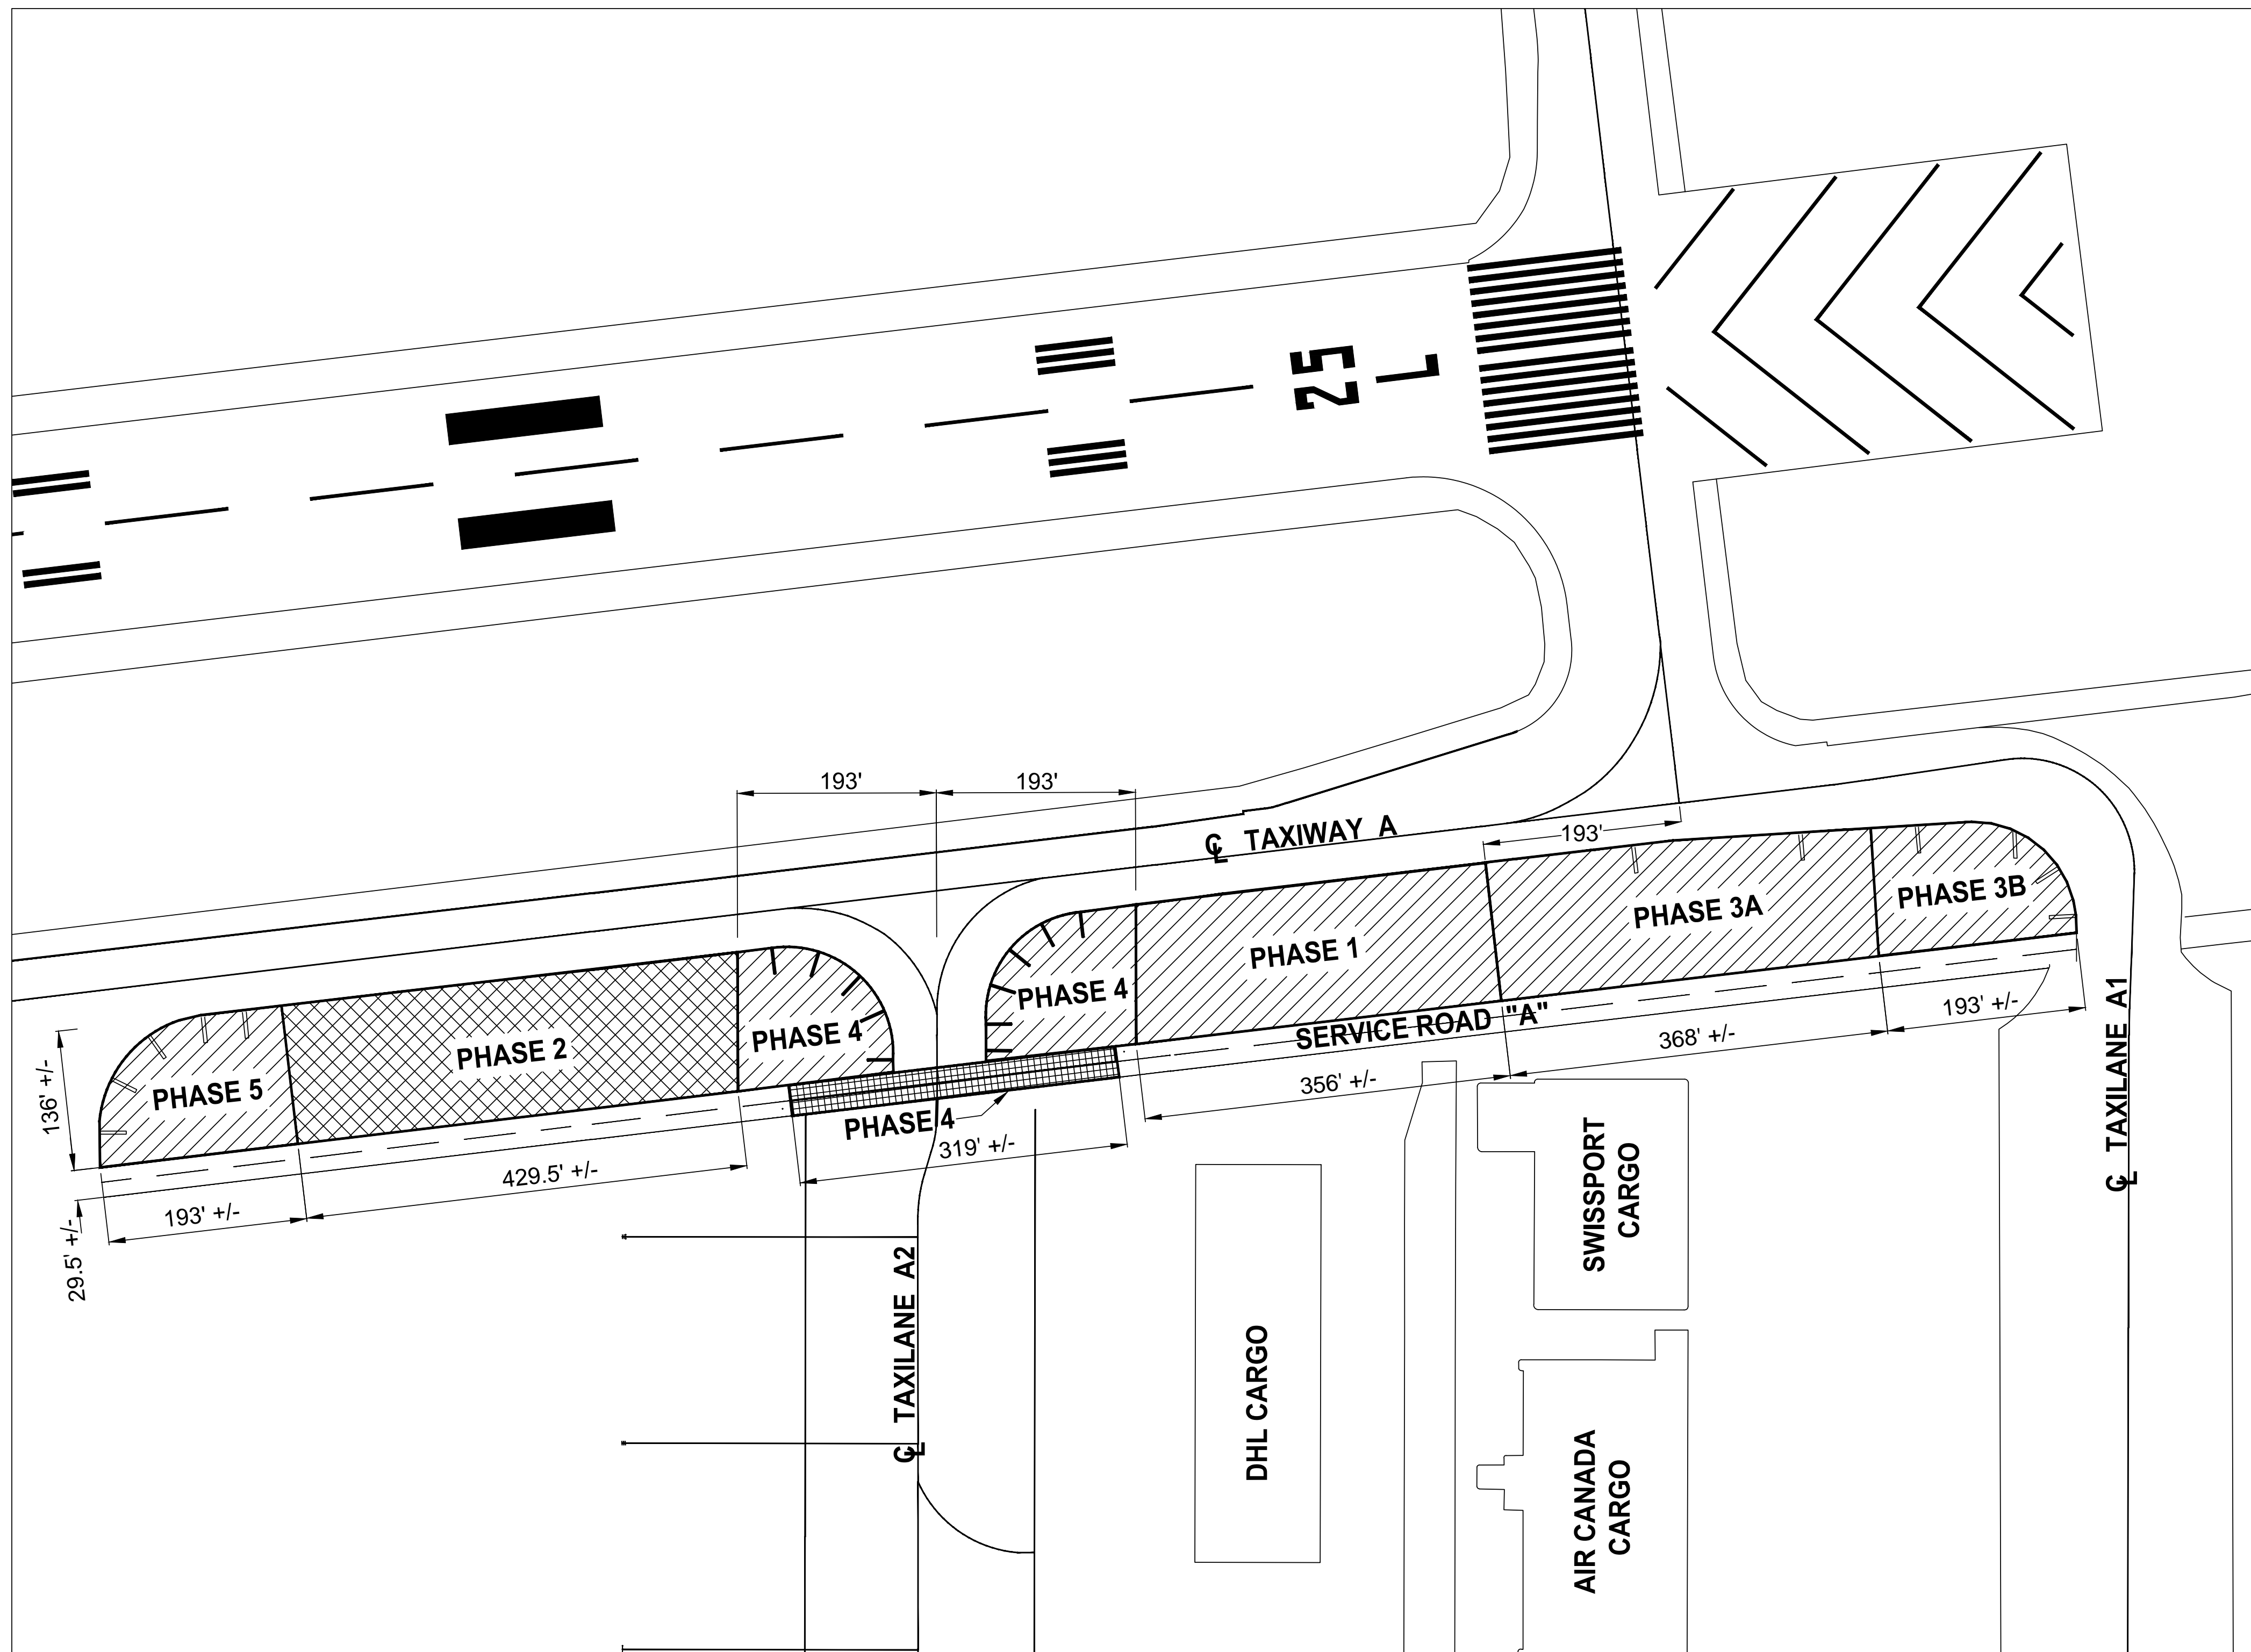 25
L
193'
193'
℄ TAXIWAY A
193'
PHASE 3B
PHASE 3A
PHASE 1
PHASE 4
PHASE 4
PHASE 2
PHASE 5
SERVICE ROAD "A"
193' +/-
368' +/-
356' +/-
PHASE 4
319' +/-
429.5' +/-
193' +/-
136' +/-
29.5' +/-
℄ TAXILANE A1
℄ TAXILANE A2
DHL CARGO
SWISSPORT
CARGO
AIR CANADA
CARGO